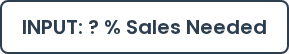 INPUT: ? % Sales Needed